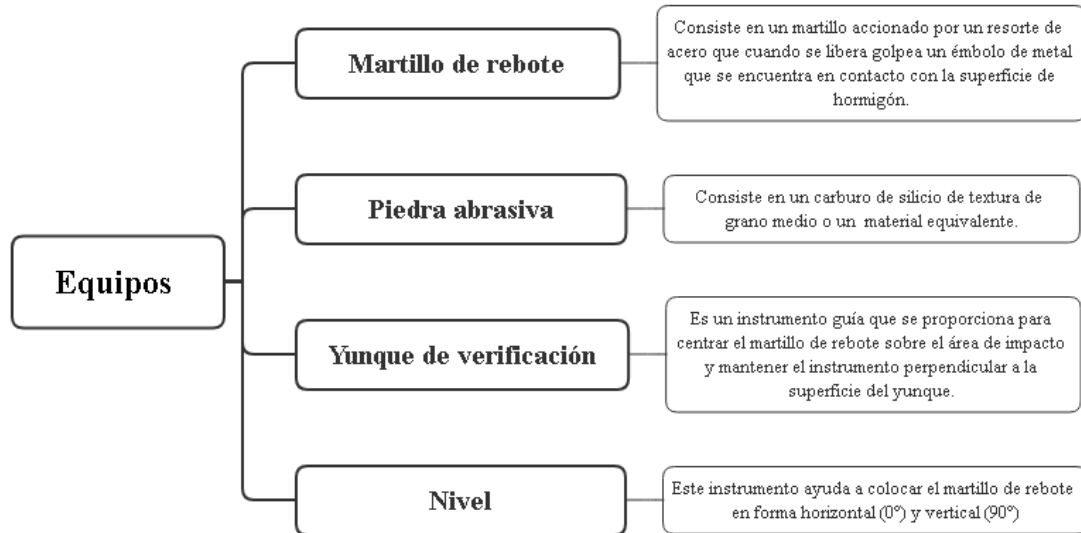 Equipos
Martillo de rebote
Consiste en un martillo accionado por un resorte de
acero que cuando se libera golpea un émbolo de metal
que se encuentra en contacto con la superficie de
hormigón.
Piedra abrasiva
Consiste en un carburo de silicio de textura de
grano medio o un material equivalente.
Yunque de verificación
Es un instrumento guía que se proporciona para
centrar el martillo de rebote sobre el área de impacto
y mantener el instrumento perpendicular a la
superficie del yunque.
Nivel
Este instrumento ayuda a colocar el martillo de rebote
en forma horizontal (0º) y vertical (90º)